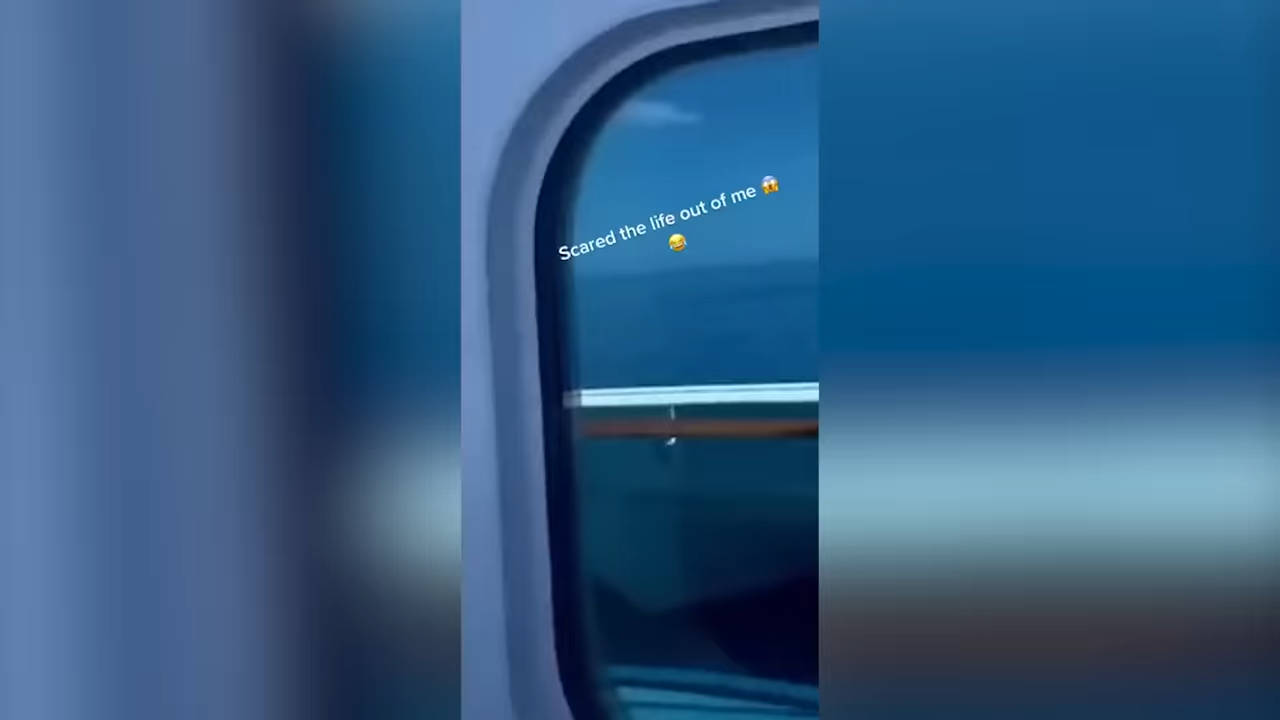 Scared the life out of me 😱
😂